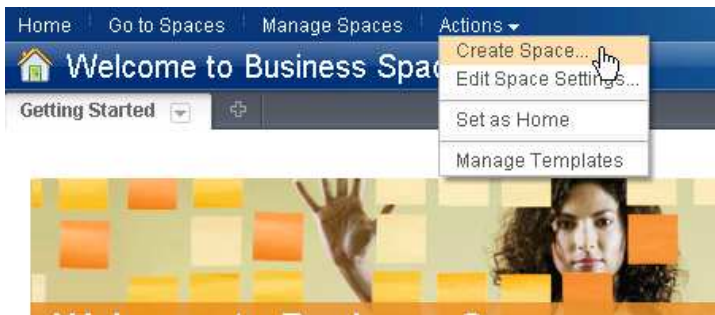 Home Go to Spaces Manage Spaces Actions
Create Space...
Welcome to Business Spac
Edit Space Settings...
Getting Started
Set as Home
Manage Templates